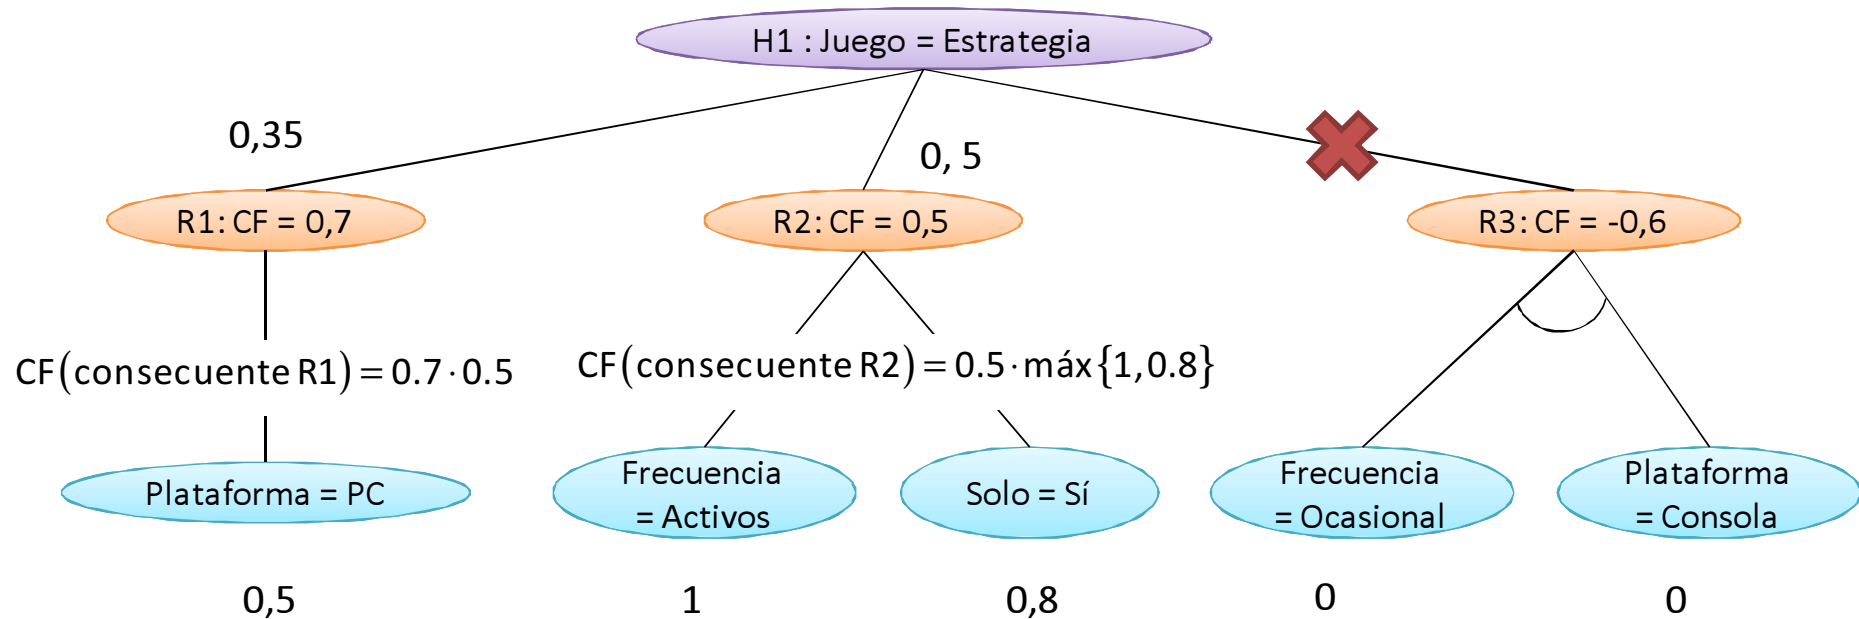 H1 : Juego = Estrategia
0,35
0, 5
R1: CF = 0,7
R2: CF = 0,5
R3: CF = -0,6
CF(consecuente R1) = 0.7 · 0.5
CF(consecuente R2) = 0.5 · máx{1, 0.8}
Plataforma = PC
Frecuencia
= Activos
Solo = Sí
Frecuencia
= Ocasional
Plataforma
= Consola
0,5
1
0,8
0
0